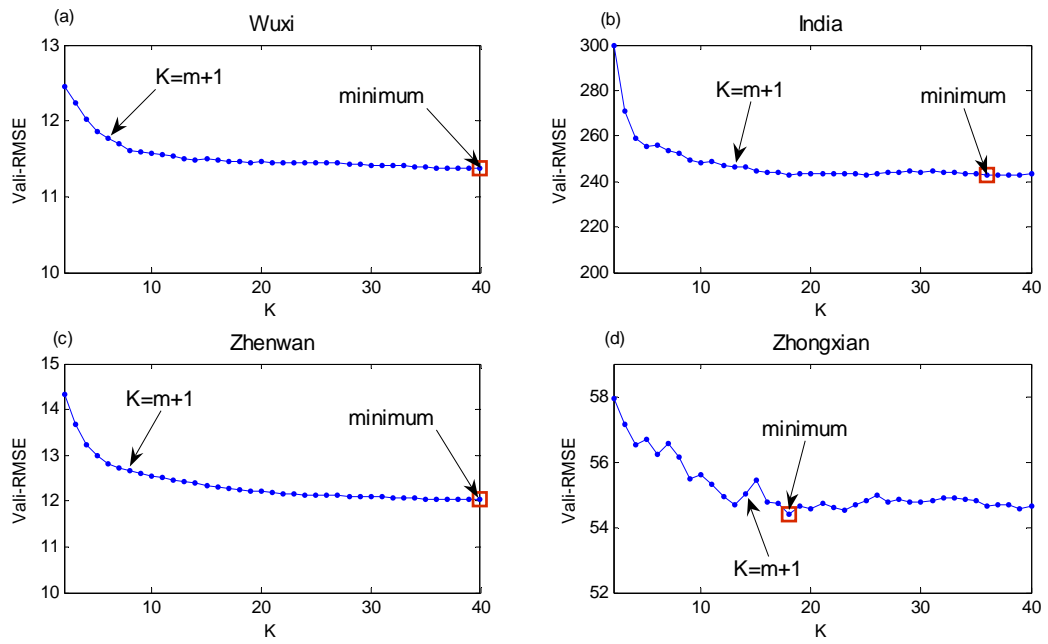 (a)
Wuxi
13
12
11
10
Vali-RMSE
K=m+1
minimum
10
20
30
40
K
(b)
India
300
280
260
240
220
200
Vali-RMSE
K=m+1
minimum
10
20
30
40
K
(c)
Zhenwan
15
14
13
12
11
10
Vali-RMSE
K=m+1
minimum
10
20
30
40
K
(d)
Zhongxian
58
56
54
52
Vali-RMSE
minimum
K=m+1
10
20
30
40
K